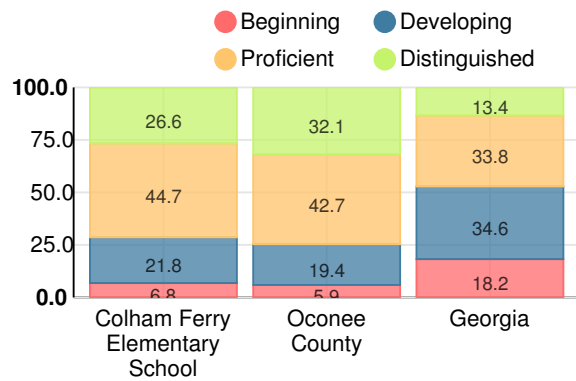 Beginning Developing
Proficient Distinguished
100.0
75.0
50.0
25.0
0.0
26.6 32.1 13.4
44.7 42.7 33.8
21.8 19.4 34.6
6.8 5.9 18.2
Colham Ferry
Elementary
School
Oconee
County
Georgia